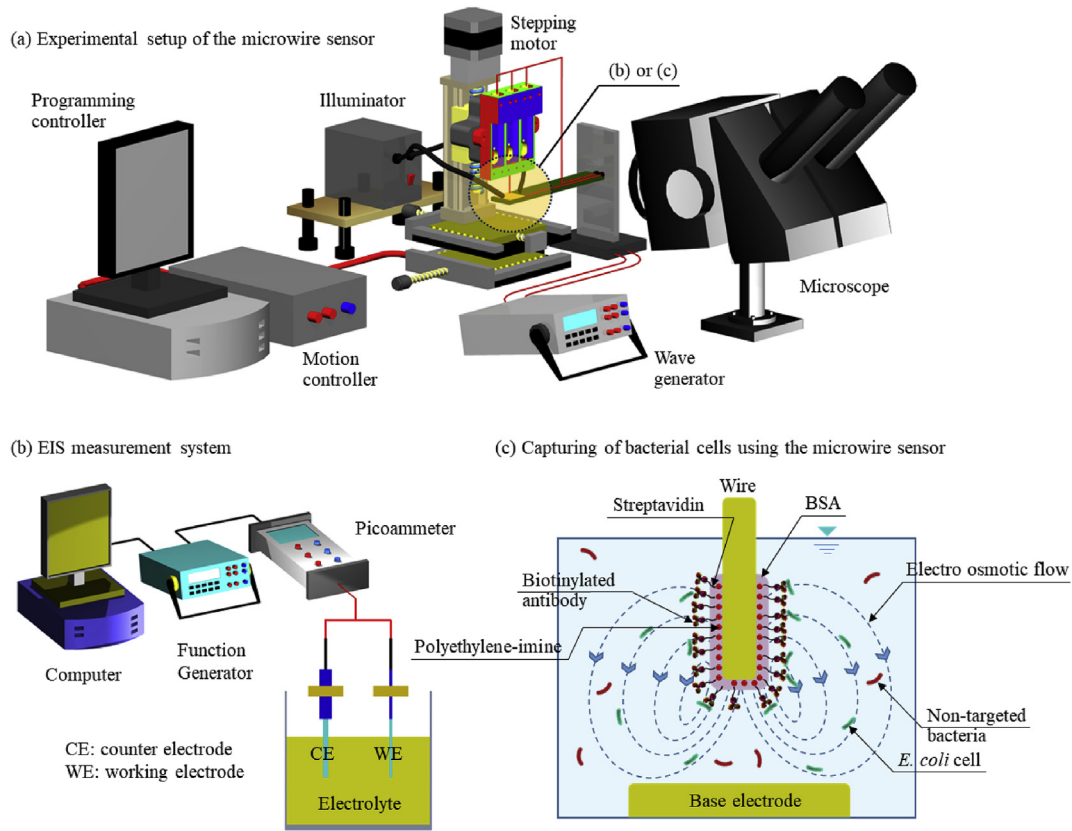 (a) Experimental setup of the microwire sensor
Stepping
motor
(b) or (c)
Programming
controller
Illuminator
Microscope
Motion
controller
Wave
generator
(b) EIS measurement system
Picoammeter
Function
Generator
Computer
CE: counter electrode
WE: working electrode
CE
WE
Electrolyte
(c) Capturing of bacterial cells using the microwire sensor
Wire
Streptavidin
BSA
Biotinylated
antibody
Electro osmotic flow
Polyethylene-imine
Non-targeted
bacteria
E. coli cell
Base electrode